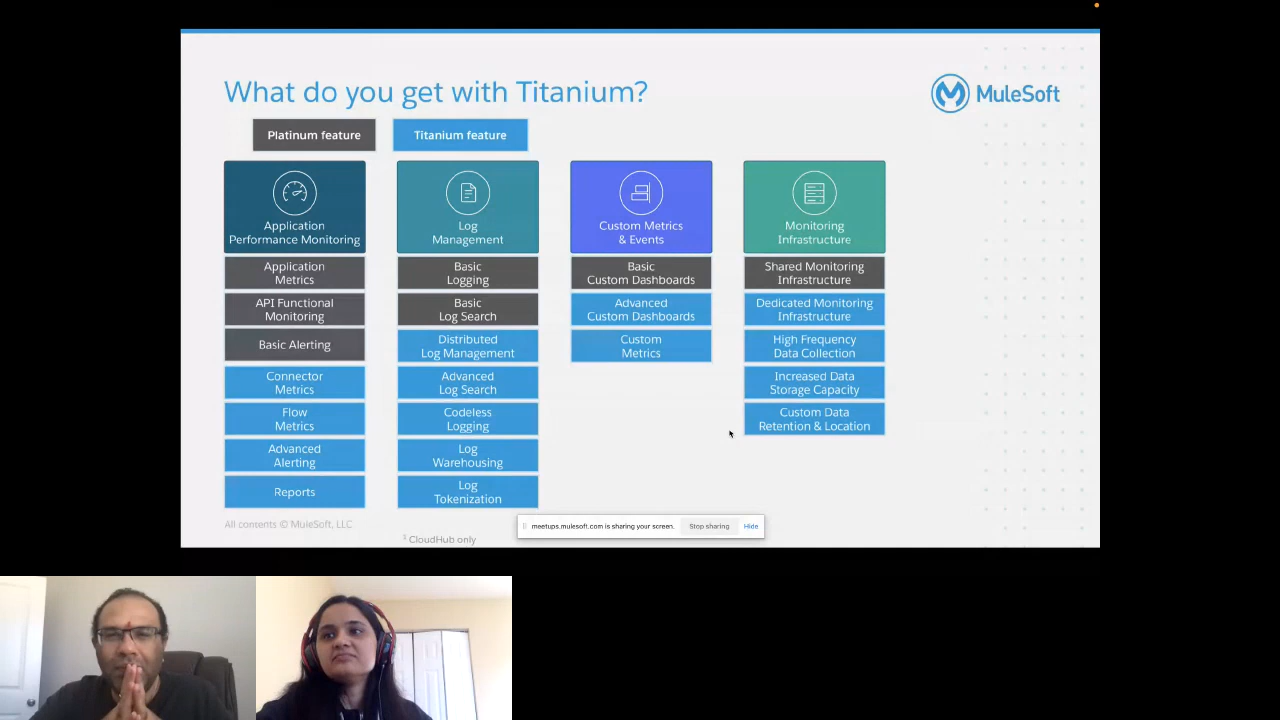 What do you get with Titanium?
MuleSoft
Platinum feature
Titanium feature
Application
Performance Monitoring
Application
Metrics
API Functional
Monitoring
Basic Alerting
Connector
Metrics
Flow
Metrics
Advanced
Alerting
Reports
Log
Management
Basic
Logging
Basic
Log Search
Distributed
Log Management
Advanced
Log Search
Codeless
Logging
Log
Warehousing
Log
Tokenization
Custom Metrics
& Events
Basic
Custom Dashboards
Advanced
Custom Dashboards
Custom
Metrics
Monitoring
Infrastructure
Shared Monitoring
Infrastructure
Dedicated Monitoring
Infrastructure
High Frequency
Data Collection
Increased Data
Storage Capacity
Custom Data
Retention & Location
All contents © MuleSoft, LLC
¹ CloudHub only
meetups.mulesoft.com is sharing your screen.
Stop sharing
Hide